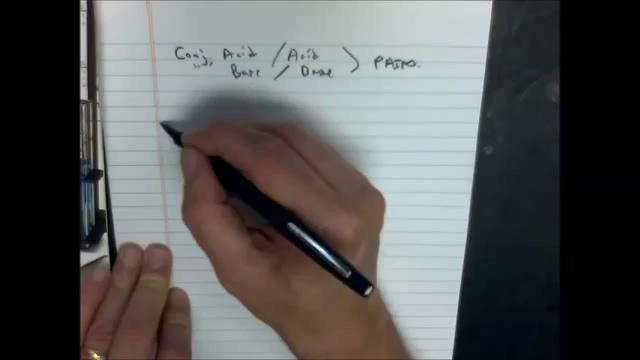 Conj. Acid / Acid
" Base / Base } PAIRS.